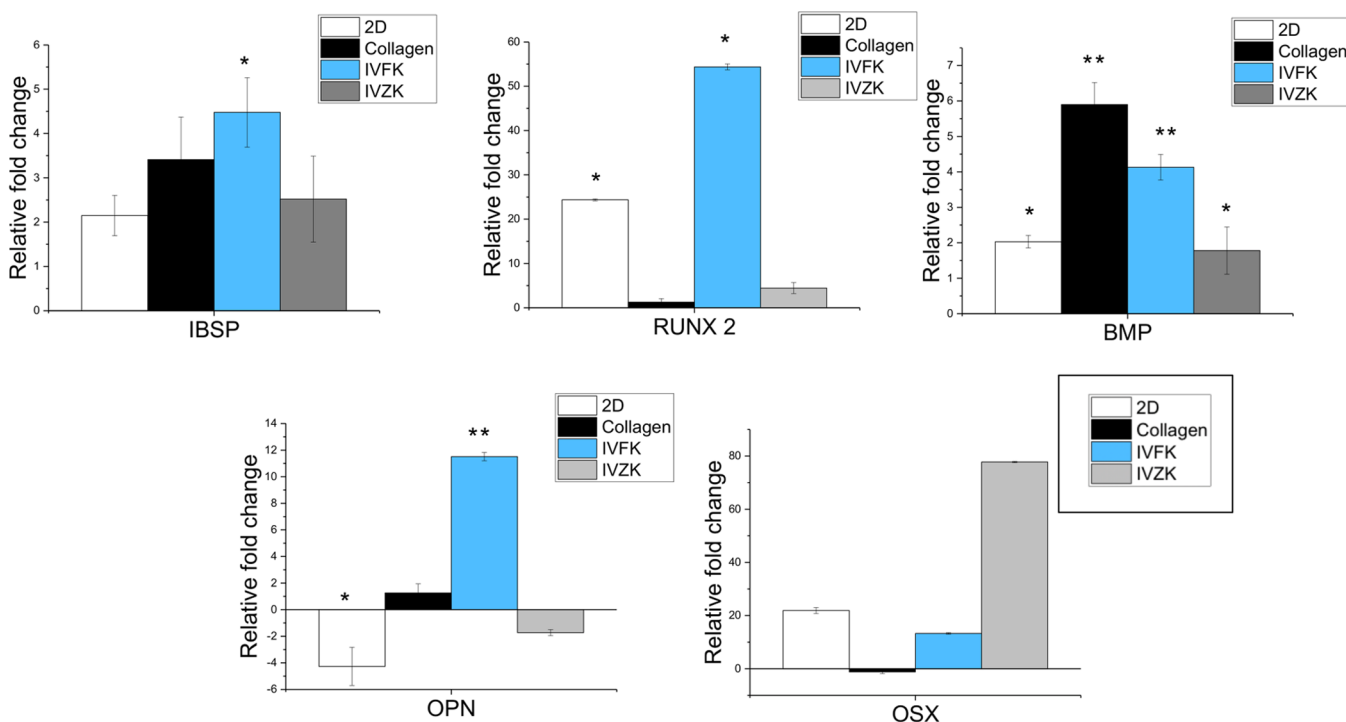 2D
Collagen
IVFK
IVZK
Relative fold change
6
5
4
3
2
1
0
*
IBSP
2D
Collagen
IVFK
IVZK
Relative fold change
60
50
40
30
20
10
0
*
*
RUNX 2
2D
Collagen
IVFK
IVZK
Relative fold change
7
6
5
4
3
2
1
0
*
**
**
*
BMP
2D
Collagen
IVFK
IVZK
Relative fold change
14
12
10
8
6
4
2
0
-2
-4
-6
*
**
OPN
2D
Collagen
IVFK
IVZK
Relative fold change
80
60
40
20
0
OSX